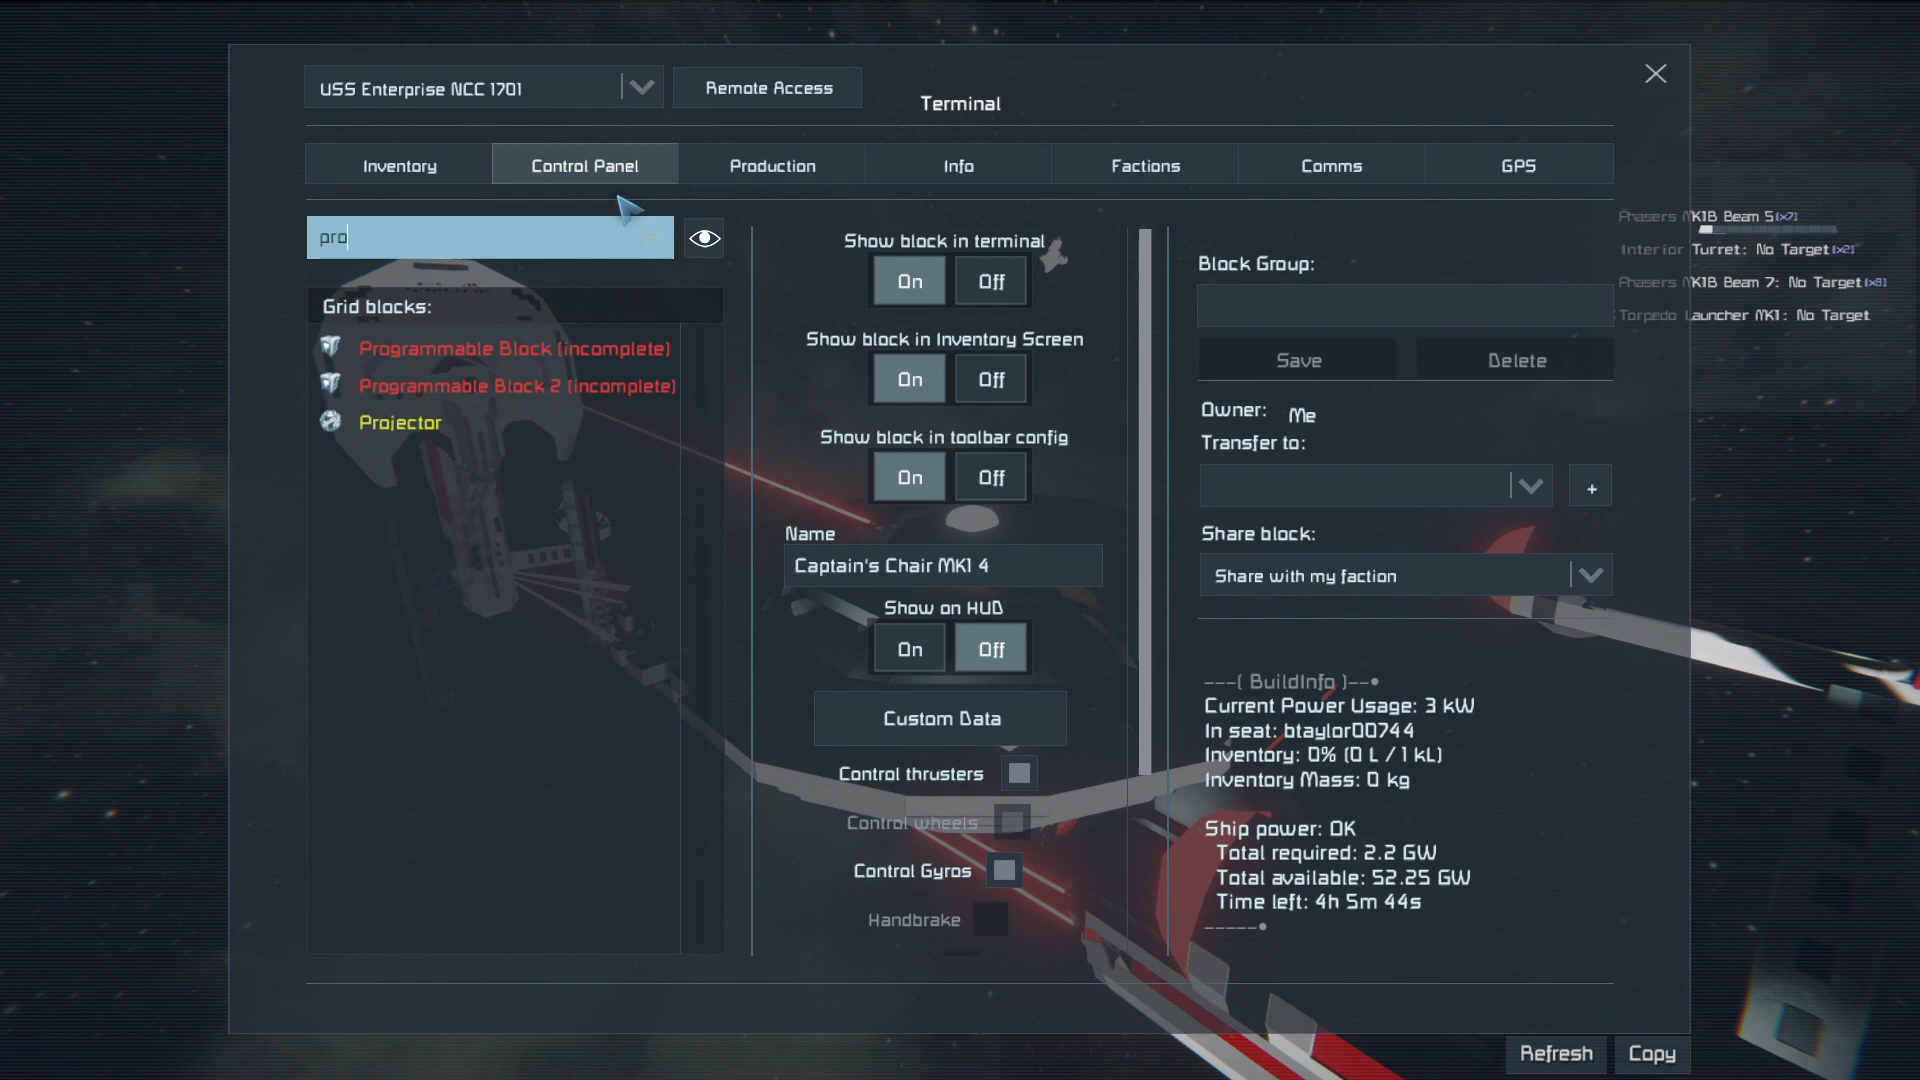 USS Enterprise NCC 1701
Remote Access
Terminal
Inventory
Control Panel
Production
Info
Factions
Comms
GPS
pro
Grid blocks:
Programmable Block (incomplete)
Programmable Block 2 (incomplete)
Projector
Show block in terminal
On
Off
Show block in Inventory Screen
On
Off
Show block in toolbar config
On
Off
Name
Captain's Chair MK1 4
Show on HUD
On
Off
Custom Data
Control thrusters
Control wheels
Control Gyros
Handbrake
Block Group:
Save
Delete
Owner: Me
Transfer to:
+
Share block:
Share with my faction
---( BuildInfo )--•
Current Power Usage: 3 kW
In seat: btaylor00744
Inventory: 0% (0 L / 1 kL)
Inventory Mass: 0 kg
Ship power: OK
Total required: 2.2 GW
Total available: 52.25 GW
Time left: 4h 5m 44s
-----•
Phasers MK1B Beam 5 [x7]
Interior Turret: No Target [x2]
Phasers MK1B Beam 7: No Target
Torpedo Launcher MK1: No Target
Refresh
Copy